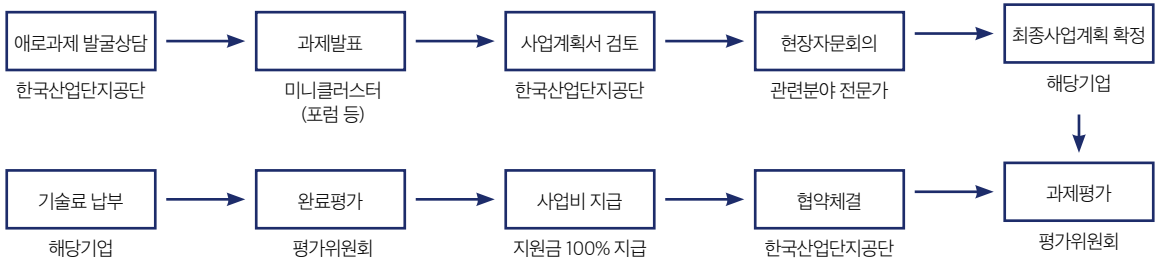 애로과제 발굴상담
한국산업단지공단
과제발표
미니클러스터
(포럼 등)
사업계획서 검토
한국산업단지공단
현장자문회의
관련분야 전문가
최종사업계획 확정
해당기업
기술료 납부
해당기업
완료평가
평가위원회
사업비 지급
지원금 100% 지급
협약체결
한국산업단지공단
과제평가
평가위원회